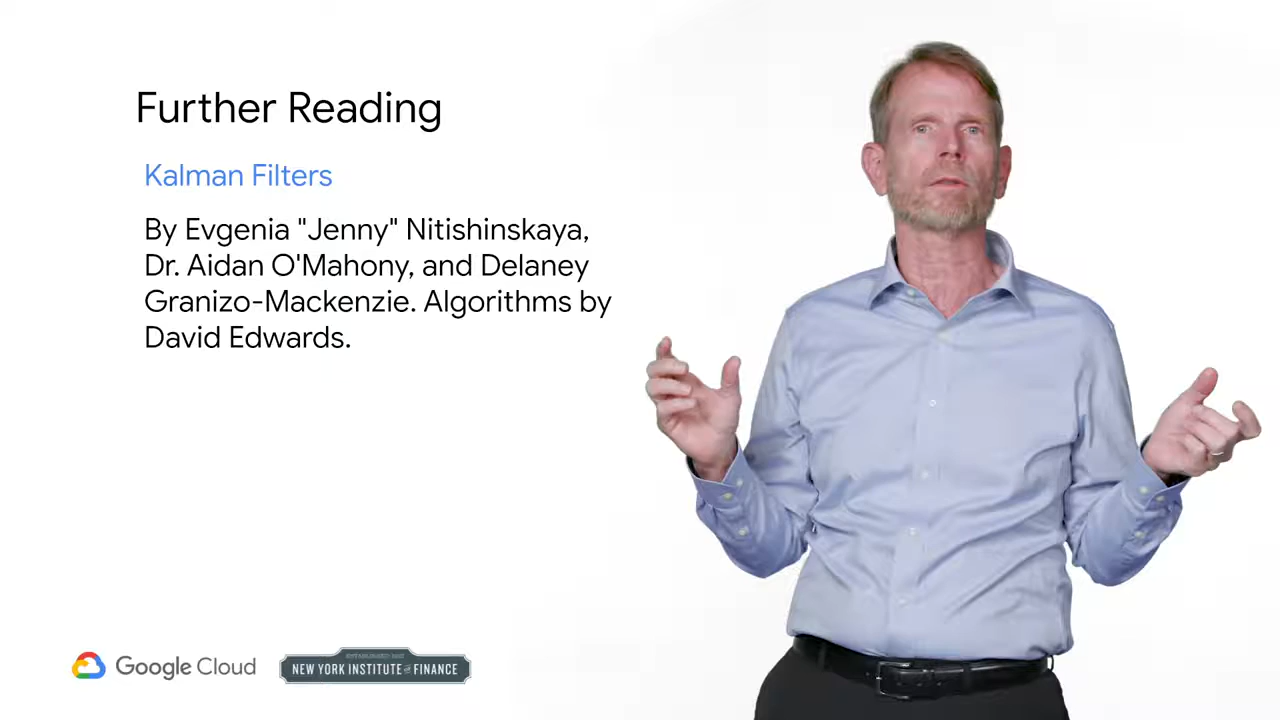 Further Reading
Kalman Filters
By Evgenia "Jenny" Nitishinskaya,
Dr. Aidan O'Mahony, and Delaney
Granizo-Mackenzie. Algorithms by
David Edwards.
Google Cloud
NEW YORK INSTITUTE OF FINANCE